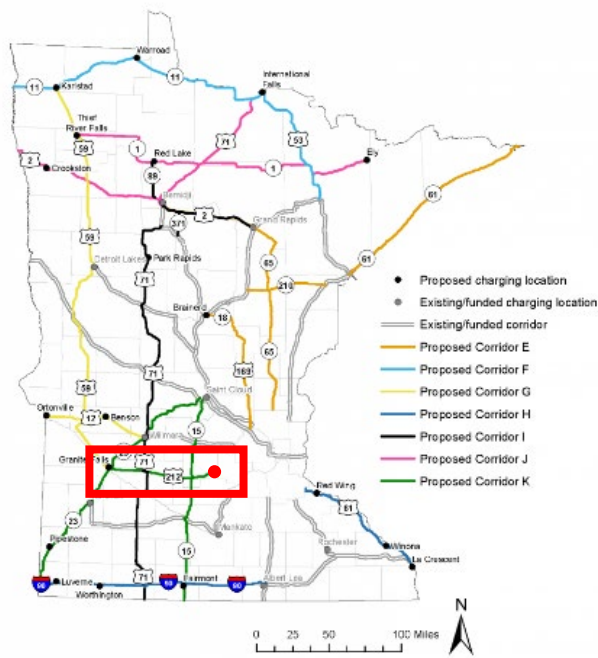 Warroad
11
11
Karlstad
International
Falls
Thief
River Falls
59
71
53
1
Red Lake
2
Crookston
89
1
Ely
Bemidji
2
371
Grand Rapids
61
59
65
61
Detroit Lakes
Park Rapids
71
210
Brainerd
18
65
169
71
59
Saint Cloud
Ortonville
12
Benson
15
Willmar
Granite Falls
71
212
23
Mankato
Red Wing
61
Pipestone
15
Rochester
Winona
La Crescent
90
Luverne
71
90
Fairmont
90
Albert Lea
Worthington
Proposed charging location
Existing/funded charging location
Existing/funded corridor
Proposed Corridor E
Proposed Corridor F
Proposed Corridor G
Proposed Corridor H
Proposed Corridor I
Proposed Corridor J
Proposed Corridor K
N
0 25 50 100 Miles